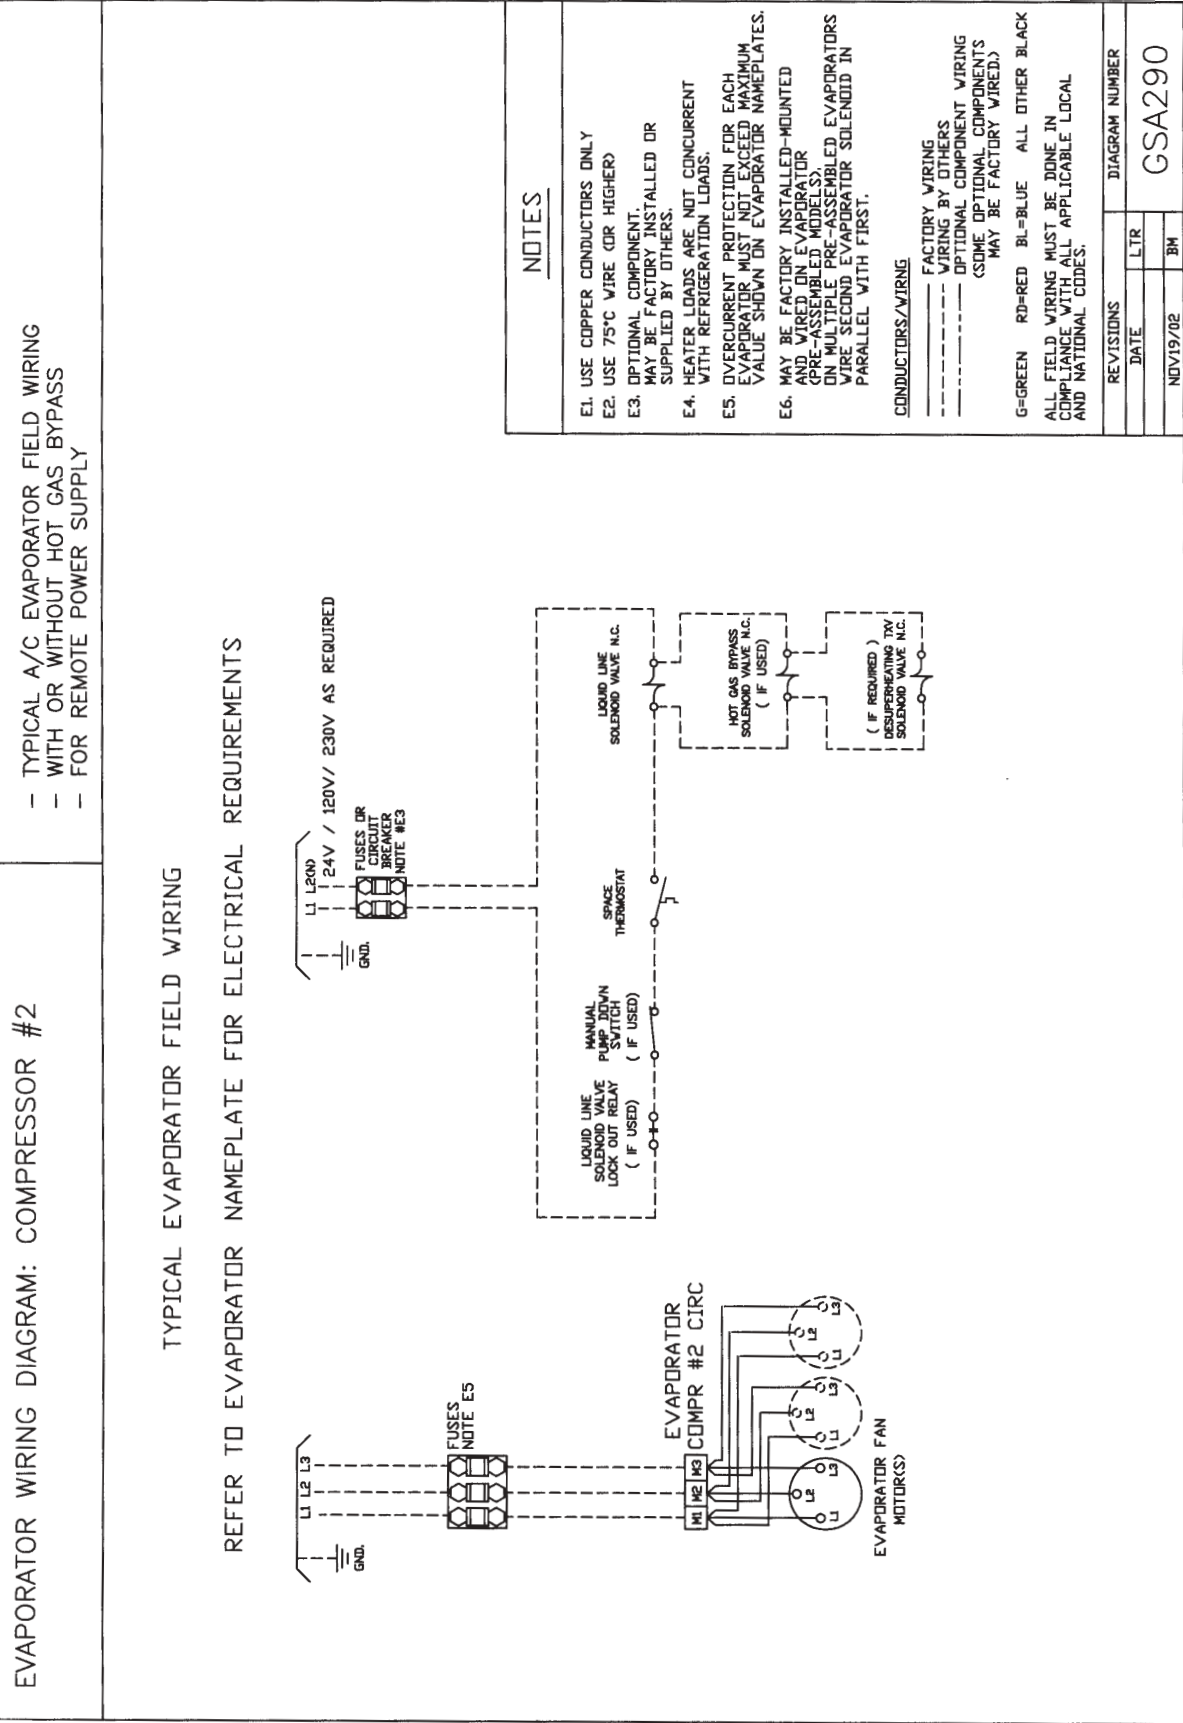 EVAPORATOR WIRING DIAGRAM: COMPRESSOR #2
- TYPICAL A/C EVAPORATOR FIELD WIRING
- WITH OR WITHOUT HOT GAS BYPASS
- FOR REMOTE POWER SUPPLY
TYPICAL EVAPORATOR FIELD WIRING
REFER TO EVAPORATOR NAMEPLATE FOR ELECTRICAL REQUIREMENTS
L1 L2 L3
GND.
FUSES
NOTE E5
EVAPORATOR
COMPR #2 CIRC
M1 M2 M3
L1 L2 L3
L1 L2 L3
L1 L2 L3
EVAPORATOR FAN
MOTOR(S)
L1 L2(N)
24V / 120V/ 230V AS REQUIRED
GND.
FUSES OR
CIRCUIT
BREAKER
NOTE #E3
LIQUID LINE
SOLENOID VALVE
LOCK OUT RELAY
( IF USED)
MANUAL
PUMP DOWN
SWITCH
( IF USED)
SPACE
THERMOSTAT
LIQUID LINE
SOLENOID VALVE N.C.
HOT GAS BYPASS
SOLENOID VALVE N.C.
( IF USED)
( IF REQUIRED )
DESUPERHEATING TXV
SOLENOID VALVE N.C.
NOTES
E1. USE COPPER CONDUCTORS ONLY
E2. USE 75°C WIRE (OR HIGHER)
E3. OPTIONAL COMPONENT.
MAY BE FACTORY INSTALLED OR
SUPPLIED BY OTHERS.
E4. HEATER LOADS ARE NOT CONCURRENT
WITH REFRIGERATION LOADS.
E5. OVERCURRENT PROTECTION FOR EACH
EVAPORATOR MUST NOT EXCEED MAXIMUM
VALUE SHOWN ON EVAPORATOR NAMEPLATES.
E6. MAY BE FACTORY INSTALLED-MOUNTED
AND WIRED ON EVAPORATOR
(PRE-ASSEMBLED MODELS).
ON MULTIPLE PRE-ASSEMBLED EVAPORATORS
WIRE SECOND EVAPORATOR SOLENOID IN
PARALLEL WITH FIRST.
CONDUCTORS/WIRNG
FACTORY WIRING
WIRING BY OTHERS
OPTIONAL COMPONENT WIRING
(SOME OPTIONAL COMPONENTS
MAY BE FACTORY WIRED.)
G=GREEN RD=RED BL=BLUE ALL OTHER BLACK
ALL FIELD WIRING MUST BE DONE IN
COMPLIANCE WITH ALL APPLICABLE LOCAL
AND NATIONAL CODES.
REVISIONS
DIAGRAM NUMBER
DATE LTR
GSA290
NOV19/02 BM